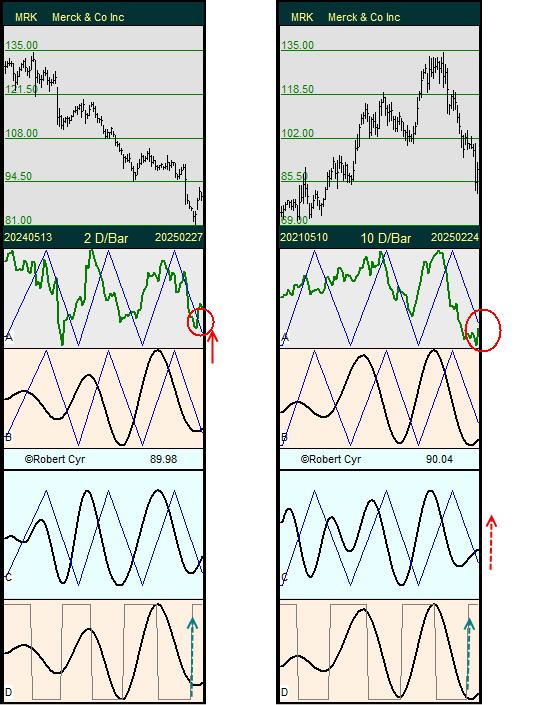 MRK Merck & Co Inc
135.00
121.50
108.00
94.50
81.00
20240513 2 D/Bar 20250227
A
B
©Robert Cyr 89.98
C
D
MRK Merck & Co Inc
135.00
118.50
102.00
85.50
69.00
20210510 10 D/Bar 20250224
A
B
©Robert Cyr 90.04
C
D